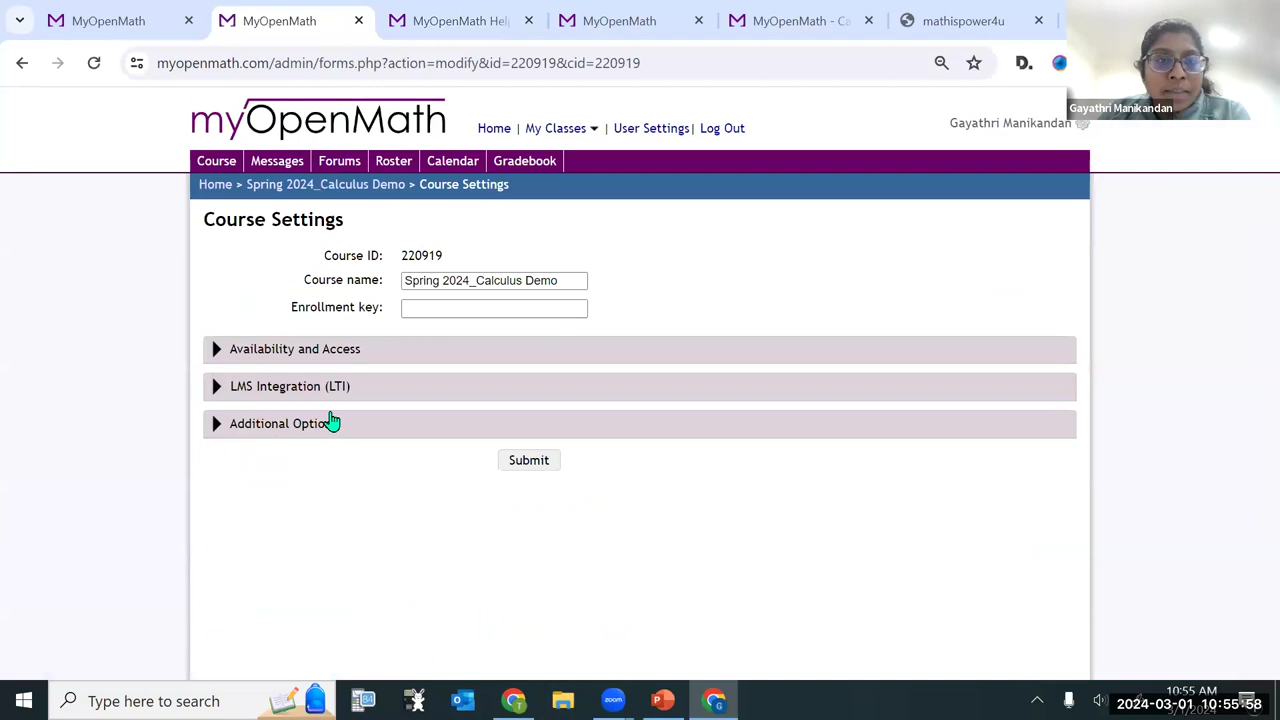 MyOpenMath
MyOpenMath
MyOpenMath Hel
MyOpenMath
MyOpenMath - Ca
mathispower4u
myopenmath.com/admin/forms.php?action=modify&id=220919&cid=220919
D.
Gayathri Manikandan
myOpenMath
Home | My Classes | User Settings | Log Out
Gayathri Manikandan
Course Messages Forums Roster Calendar Gradebook
Home > Spring 2024_Calculus Demo > Course Settings
Course Settings
Course ID: 220919
Course name: Spring 2024_Calculus Demo
Enrollment key:
Availability and Access
LMS Integration (LTI)
Additional Optio
Submit
Type here to search
zoom
10:55 AM
2024-03-01 10:55:58